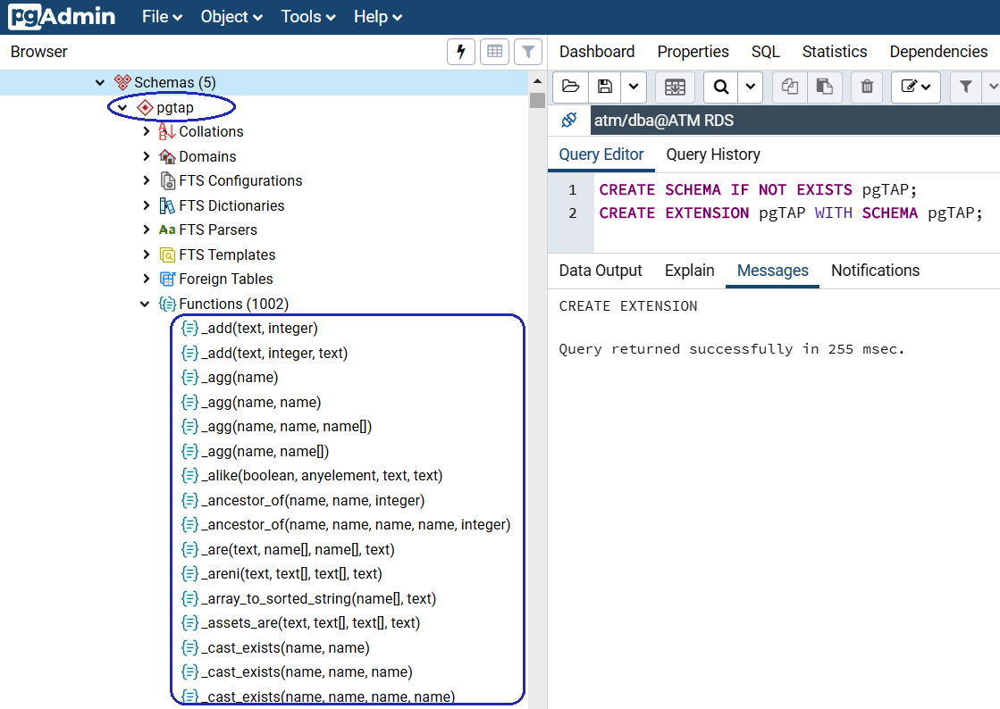 pgAdmin File Object Tools Help
Browser
Dashboard Properties SQL Statistics Dependencies
Schemas (5)
pgtap
Collations
Domains
FTS Configurations
FTS Dictionaries
Aa FTS Parsers
FTS Templates
Foreign Tables
Functions (1002)
_add(text, integer)
_add(text, integer, text)
_agg(name)
_agg(name, name)
_agg(name, name, name[])
_agg(name, name[])
_alike(boolean, anyelement, text, text)
_ancestor_of(name, name, integer)
_ancestor_of(name, name, name, name, integer)
_are(text, name[], name[], text)
_areni(text, text[], text[], text)
_array_to_sorted_string(name[], text)
_assets_are(text, text[], text[], text)
_cast_exists(name, name)
_cast_exists(name, name, name)
_cast_exists(name, name, name, name)
atm/dba@ATM RDS
Query Editor Query History
1 CREATE SCHEMA IF NOT EXISTS pgTAP;
2 CREATE EXTENSION pgTAP WITH SCHEMA pgTAP;
Data Output Explain Messages Notifications
CREATE EXTENSION
Query returned successfully in 255 msec.